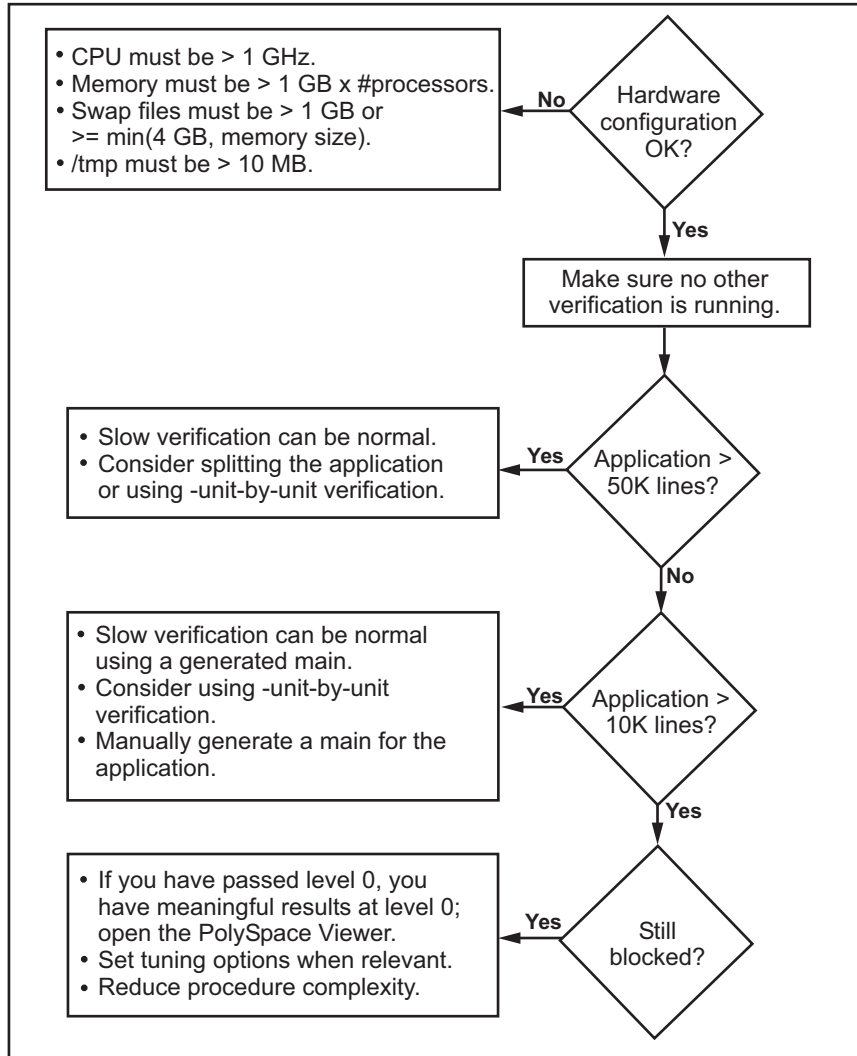 • CPU must be > 1 GHz.
• Memory must be > 1 GB x #processors.
• Swap files must be > 1 GB or
>= min(4 GB, memory size).
• /tmp must be > 10 MB.
No
Hardware
configuration
OK?
Yes
Make sure no other
verification is running.
• Slow verification can be normal.
• Consider splitting the application
or using -unit-by-unit verification.
Yes
Application >
50K lines?
No
• Slow verification can be normal
using a generated main.
• Consider using -unit-by-unit
verification.
• Manually generate a main for the
application.
Yes
Application >
10K lines?
Yes
• If you have passed level 0, you
have meaningful results at level 0;
open the PolySpace Viewer.
• Set tuning options when relevant.
• Reduce procedure complexity.
Yes
Still
blocked?